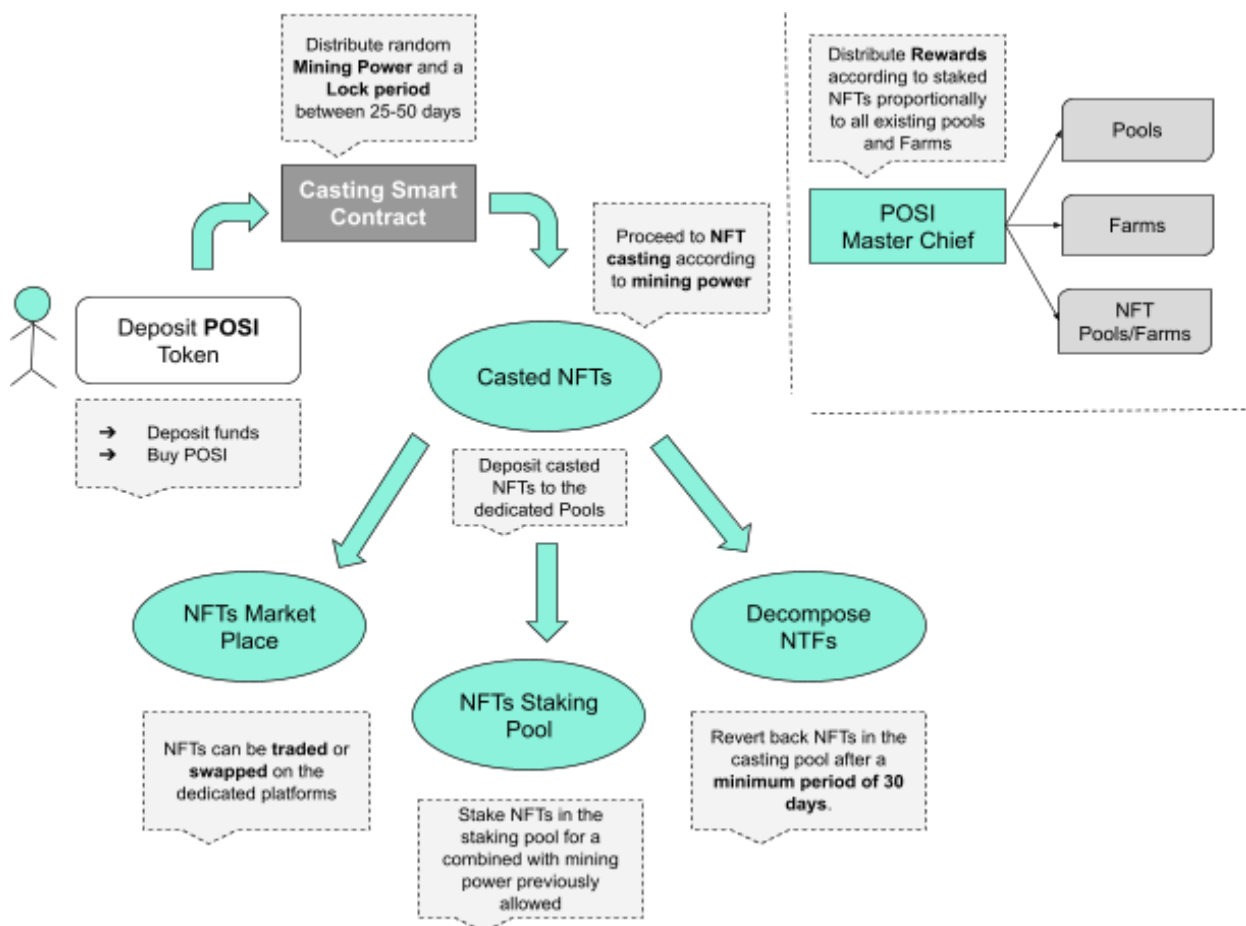 Distribute random
Mining Power and a
Lock period
between 25-50 days
Casting Smart
Contract
Proceed to NFT
casting according
to mining power
Deposit POSI
Token
➔ Deposit funds
➔ Buy POSI
Casted NFTs
Deposit casted
NFTs to the
dedicated Pools
NFTs Market
Place
NFTs can be traded or
swapped on the
dedicated platforms
NFTs Staking
Pool
Stake NFTs in the
staking pool for a
combined with mining
power previously
allowed
Decompose
NTFs
Revert back NFTs in the
casting pool after a
minimum period of 30
days.
Distribute Rewards
according to staked
NFTs proportionally
to all existing pools
and Farms
POSI
Master Chief
Pools
Farms
NFT
Pools/Farms